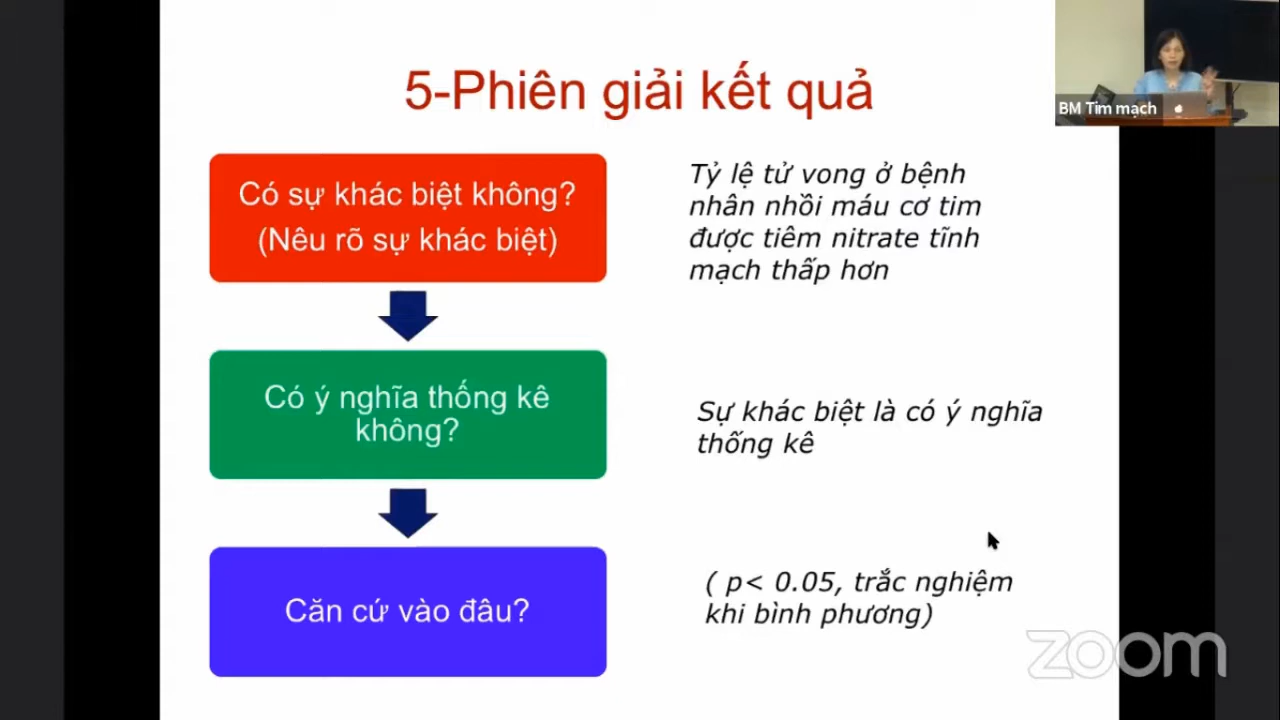 5-Phiên giải kết quả
BM Tim mạch
Có sự khác biệt không?
(Nêu rõ sự khác biệt)
Tỷ lệ tử vong ở bệnh
nhân nhồi máu cơ tim
được tiêm nitrate tĩnh
mạch thấp hơn
Có ý nghĩa thống kê
không?
Sự khác biệt là có ý nghĩa
thống kê
Căn cứ vào đâu?
( p< 0.05, trắc nghiệm
khi bình phương)
zoom